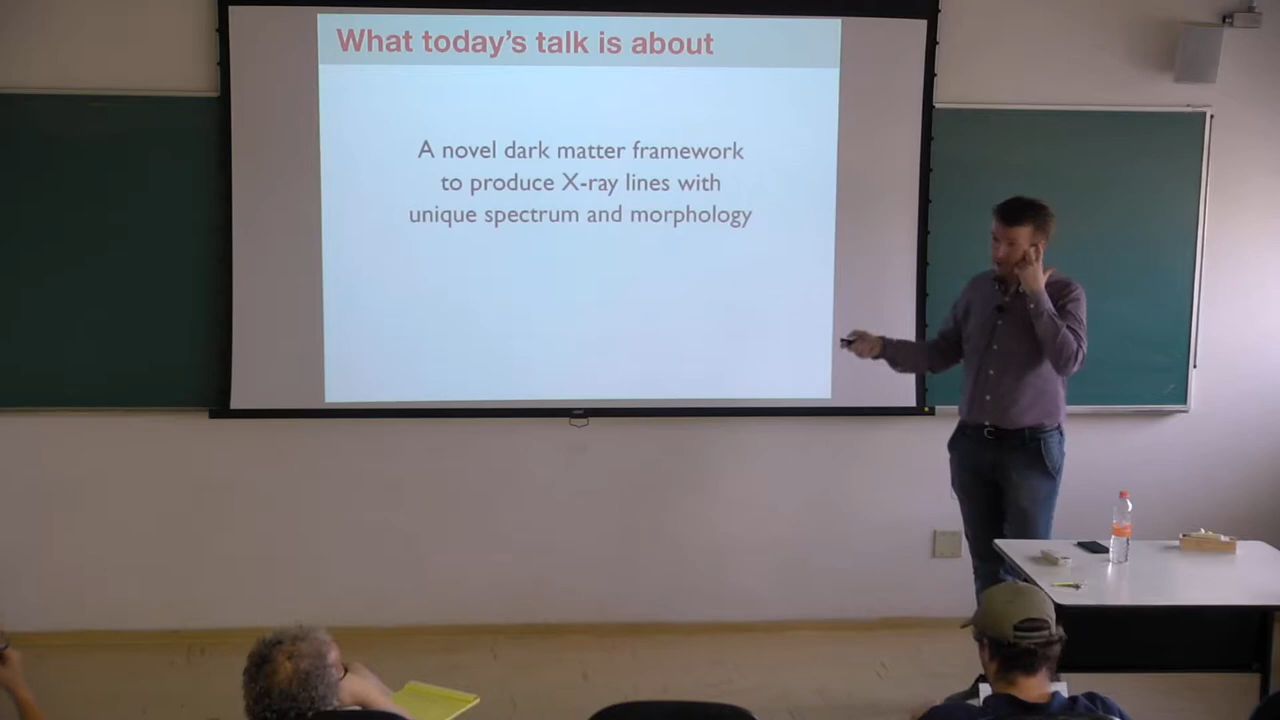 What today's talk is about
A novel dark matter framework
to produce X-ray lines with
unique spectrum and morphology